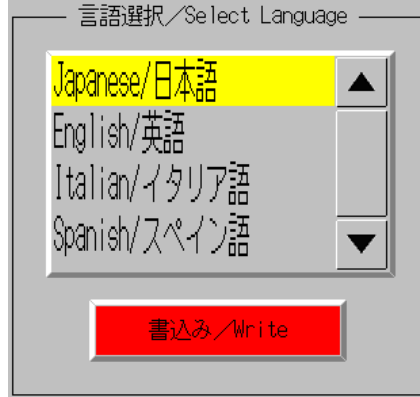 言語選択／Select Language
Japanese/日本語
English/英語
Italian/イタリア語
Spanish/スペイン語
書込み／Write